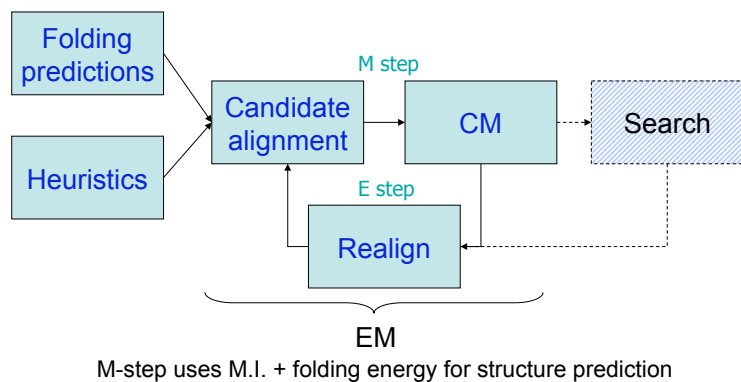 Folding
predictions
Heuristics
Candidate
alignment
M step
CM
Search
E step
Realign
EM
M-step uses M.I. + folding energy for structure prediction